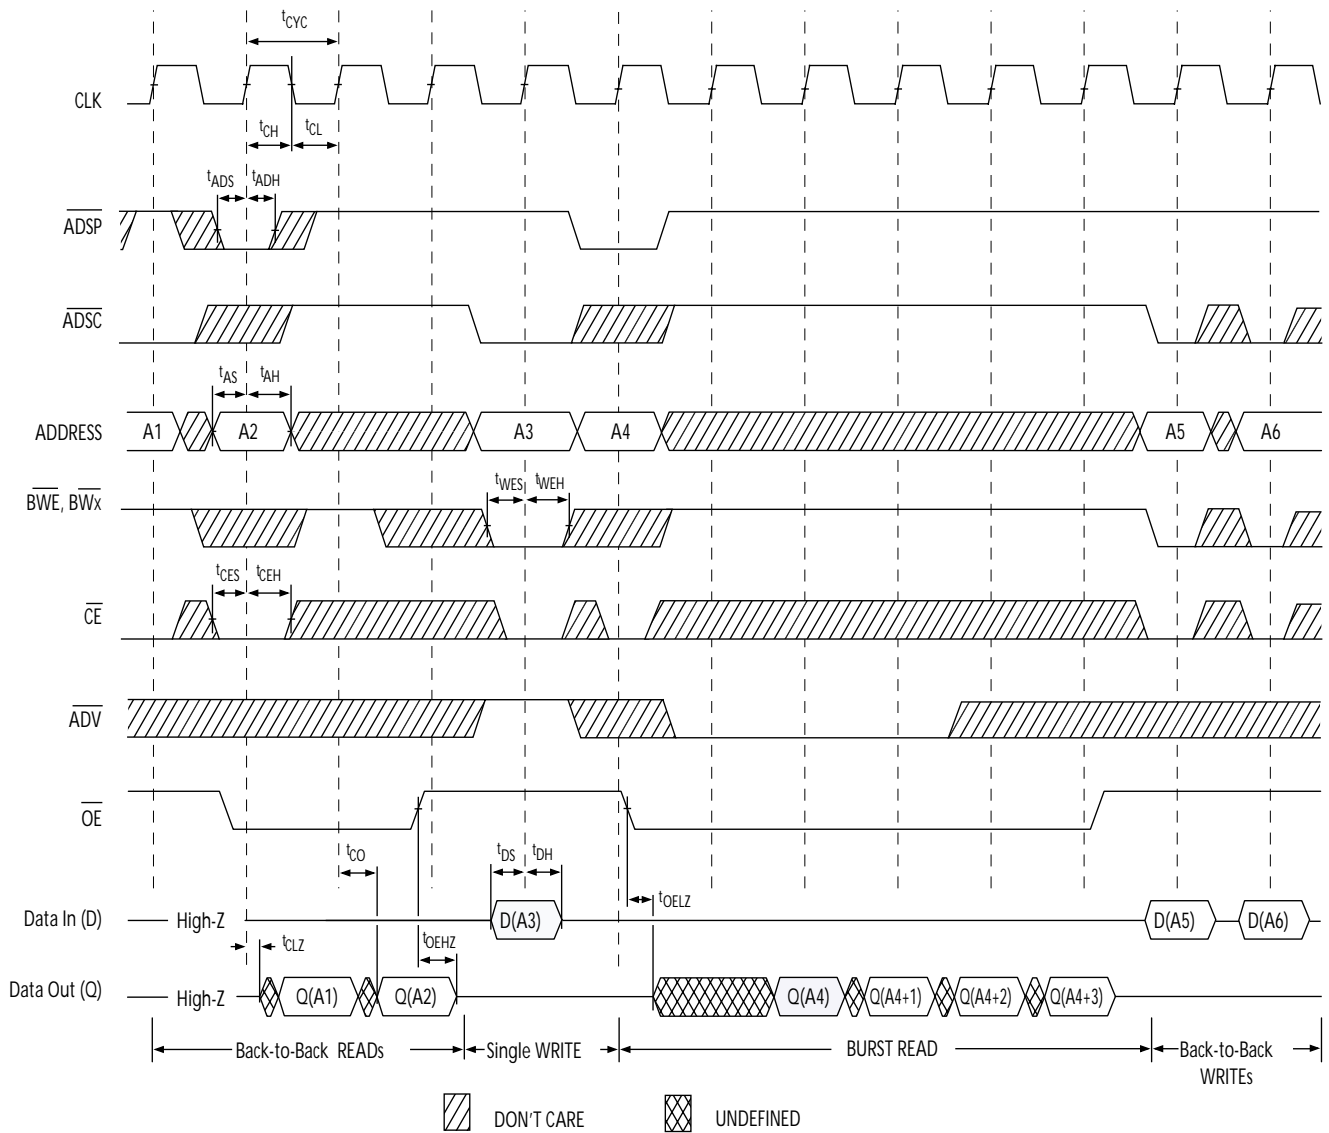 tCYC
CLK
tCH tCL
tADS tADH
ADSP
ADSC
tAS tAH
ADDRESS A1 A2 A3 A4 A5 A6
tWES tWEH
BWE, BWx
tCES tCEH
CE
ADV
OE
tCO tDS tDH
tOELZ
Data In (D) High-Z D(A3) D(A5) D(A6)
tCLZ tOEHZ
Data Out (Q) High-Z Q(A1) Q(A2) Q(A4) Q(A4+1) Q(A4+2) Q(A4+3)
Back-to-Back READs Single WRITE BURST READ Back-to-Back
WRITEs
DON'T CARE UNDEFINED